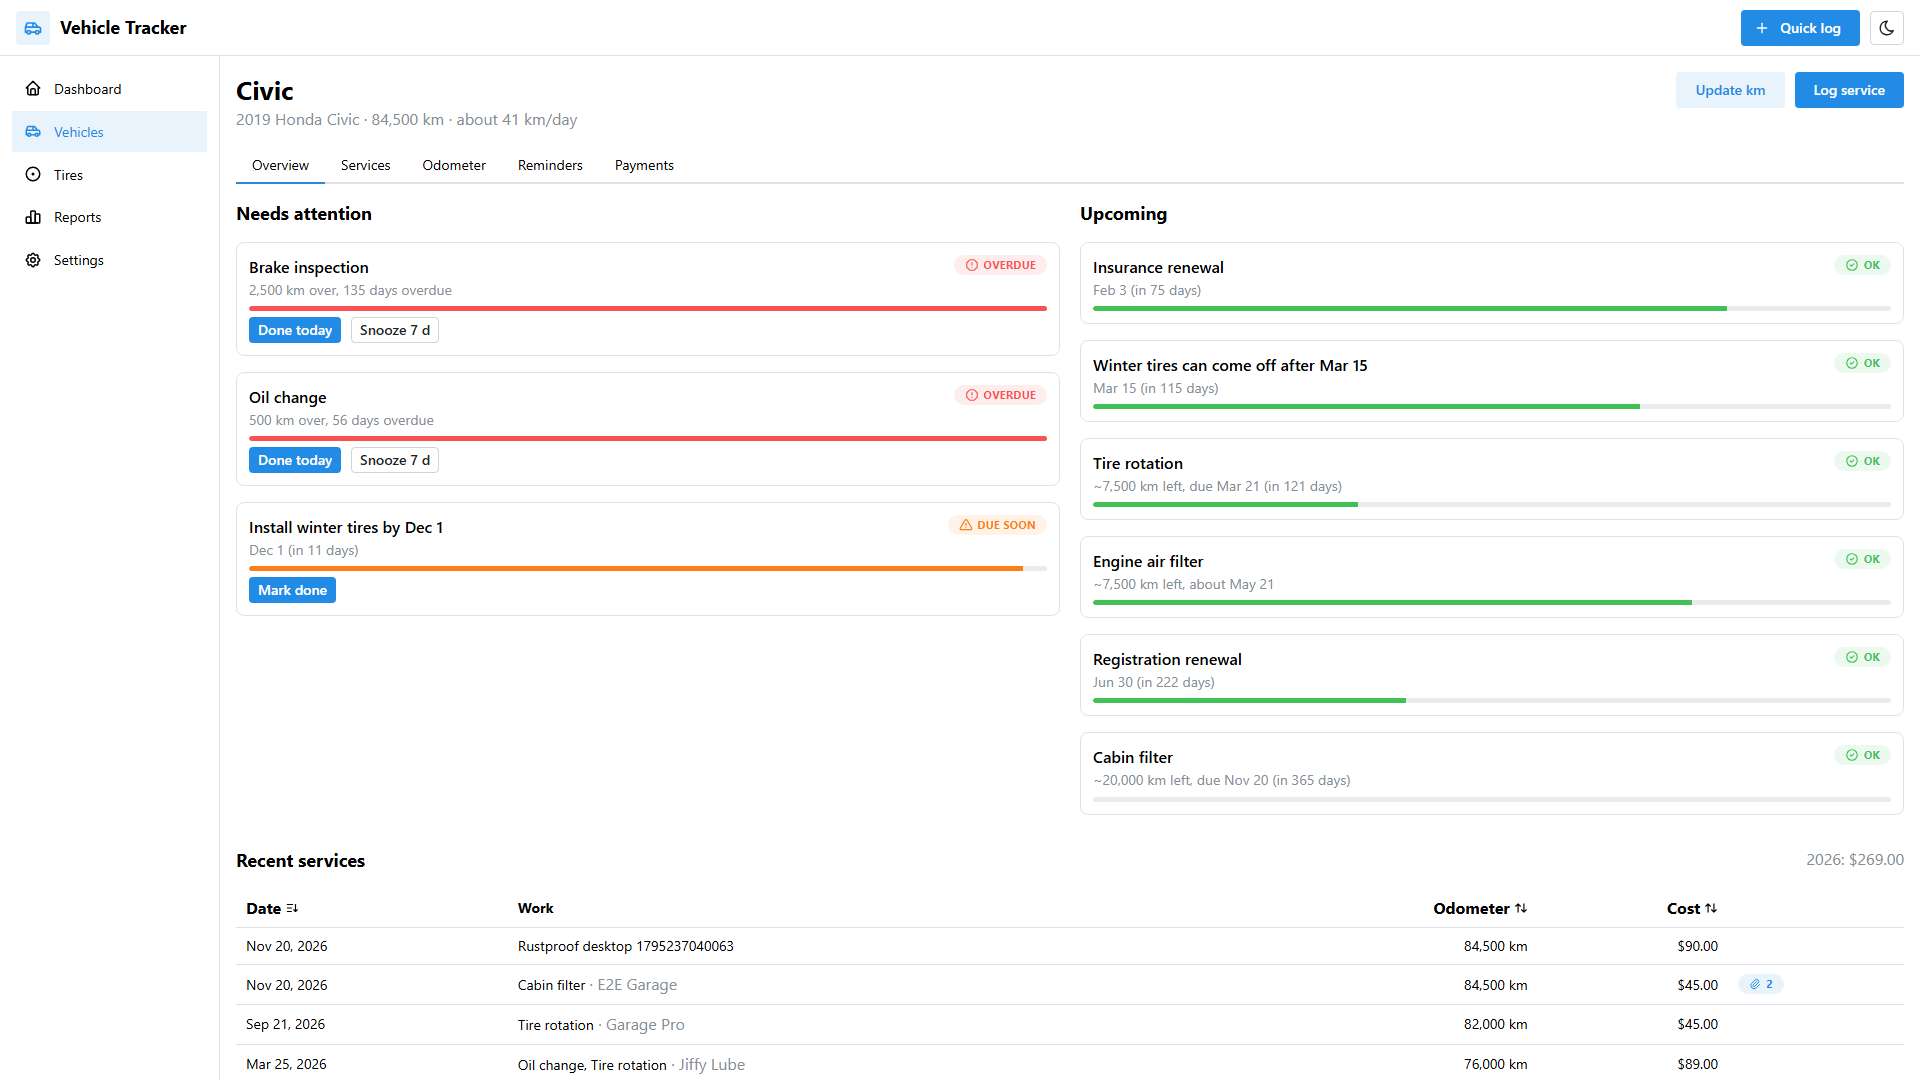 Vehicle Tracker
Quick log
Dashboard
Vehicles
Tires
Reports
Settings
Civic
2019 Honda Civic · 84,500 km · about 41 km/day
Update km
Log service
Overview
Services
Odometer
Reminders
Payments
Needs attention
Brake inspection
OVERDUE
2,500 km over, 135 days overdue
Done today
Snooze 7 d
Oil change
OVERDUE
500 km over, 56 days overdue
Done today
Snooze 7 d
Install winter tires by Dec 1
DUE SOON
Dec 1 (in 11 days)
Mark done
Upcoming
Insurance renewal
OK
Feb 3 (in 75 days)
Winter tires can come off after Mar 15
OK
Mar 15 (in 115 days)
Tire rotation
OK
~7,500 km left, due Mar 21 (in 121 days)
Engine air filter
OK
~7,500 km left, about May 21
Registration renewal
OK
Jun 30 (in 222 days)
Cabin filter
OK
~20,000 km left, due Nov 20 (in 365 days)
Recent services
2026: $269.00
Date Work Odometer Cost
Nov 20, 2026 Rustproof desktop 1795237040063 84,500 km $90.00
Nov 20, 2026 Cabin filter · E2E Garage 84,500 km $45.00 2
Sep 21, 2026 Tire rotation · Garage Pro 82,000 km $45.00
Mar 25, 2026 Oil change, Tire rotation · Jiffy Lube 76,000 km $89.00